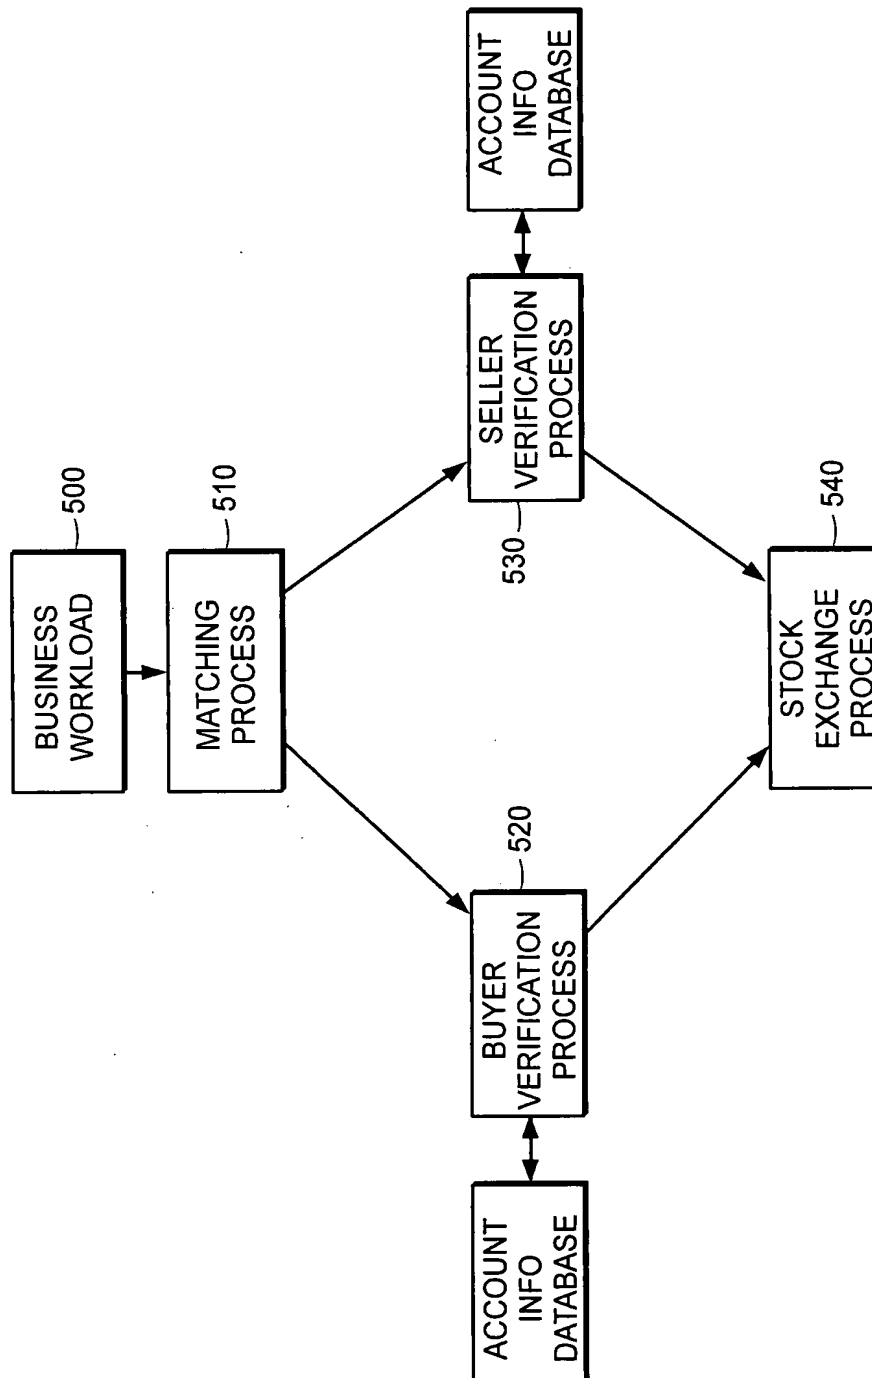 BUSINESS
WORKLOAD
500
MATCHING
PROCESS
510
BUYER
VERIFICATION
PROCESS
520
ACCOUNT
INFO
DATABASE
SELLER
VERIFICATION
PROCESS
530
ACCOUNT
INFO
DATABASE
STOCK
EXCHANGE
PROCESS
540